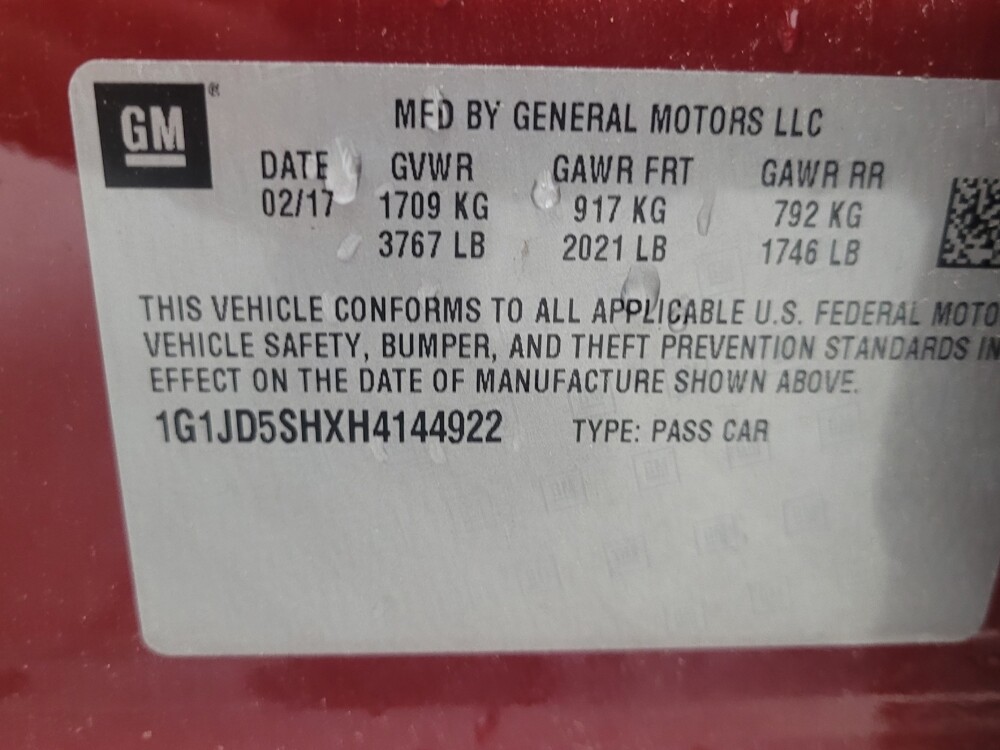 GM®
MFD BY GENERAL MOTORS LLC
DATE GVWR GAWR FRT GAWR RR
02/17 1709 KG 917 KG 792 KG
3767 LB 2021 LB 1746 LB
THIS VEHICLE CONFORMS TO ALL APPLICABLE U.S. FEDERAL MOTO
VEHICLE SAFETY, BUMPER, AND THEFT PREVENTION STANDARDS IN
EFFECT ON THE DATE OF MANUFACTURE SHOWN ABOVE.
1G1JD5SHXH4144922 TYPE: PASS CAR